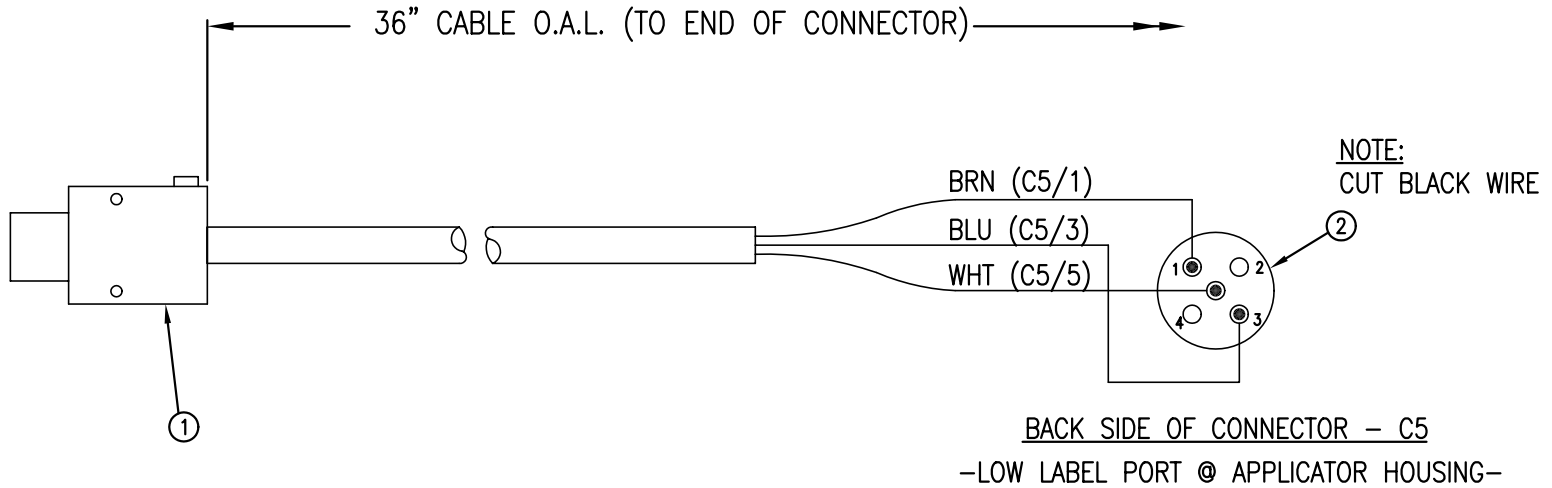 36” CABLE O.A.L. (TO END OF CONNECTOR)
NOTE:
CUT BLACK WIRE
BRN (C5/1)
BLU (C5/3)
WHT (C5/5)
2
1
2
4
3
1
BACK SIDE OF CONNECTOR – C5
–LOW LABEL PORT @ APPLICATOR HOUSING–